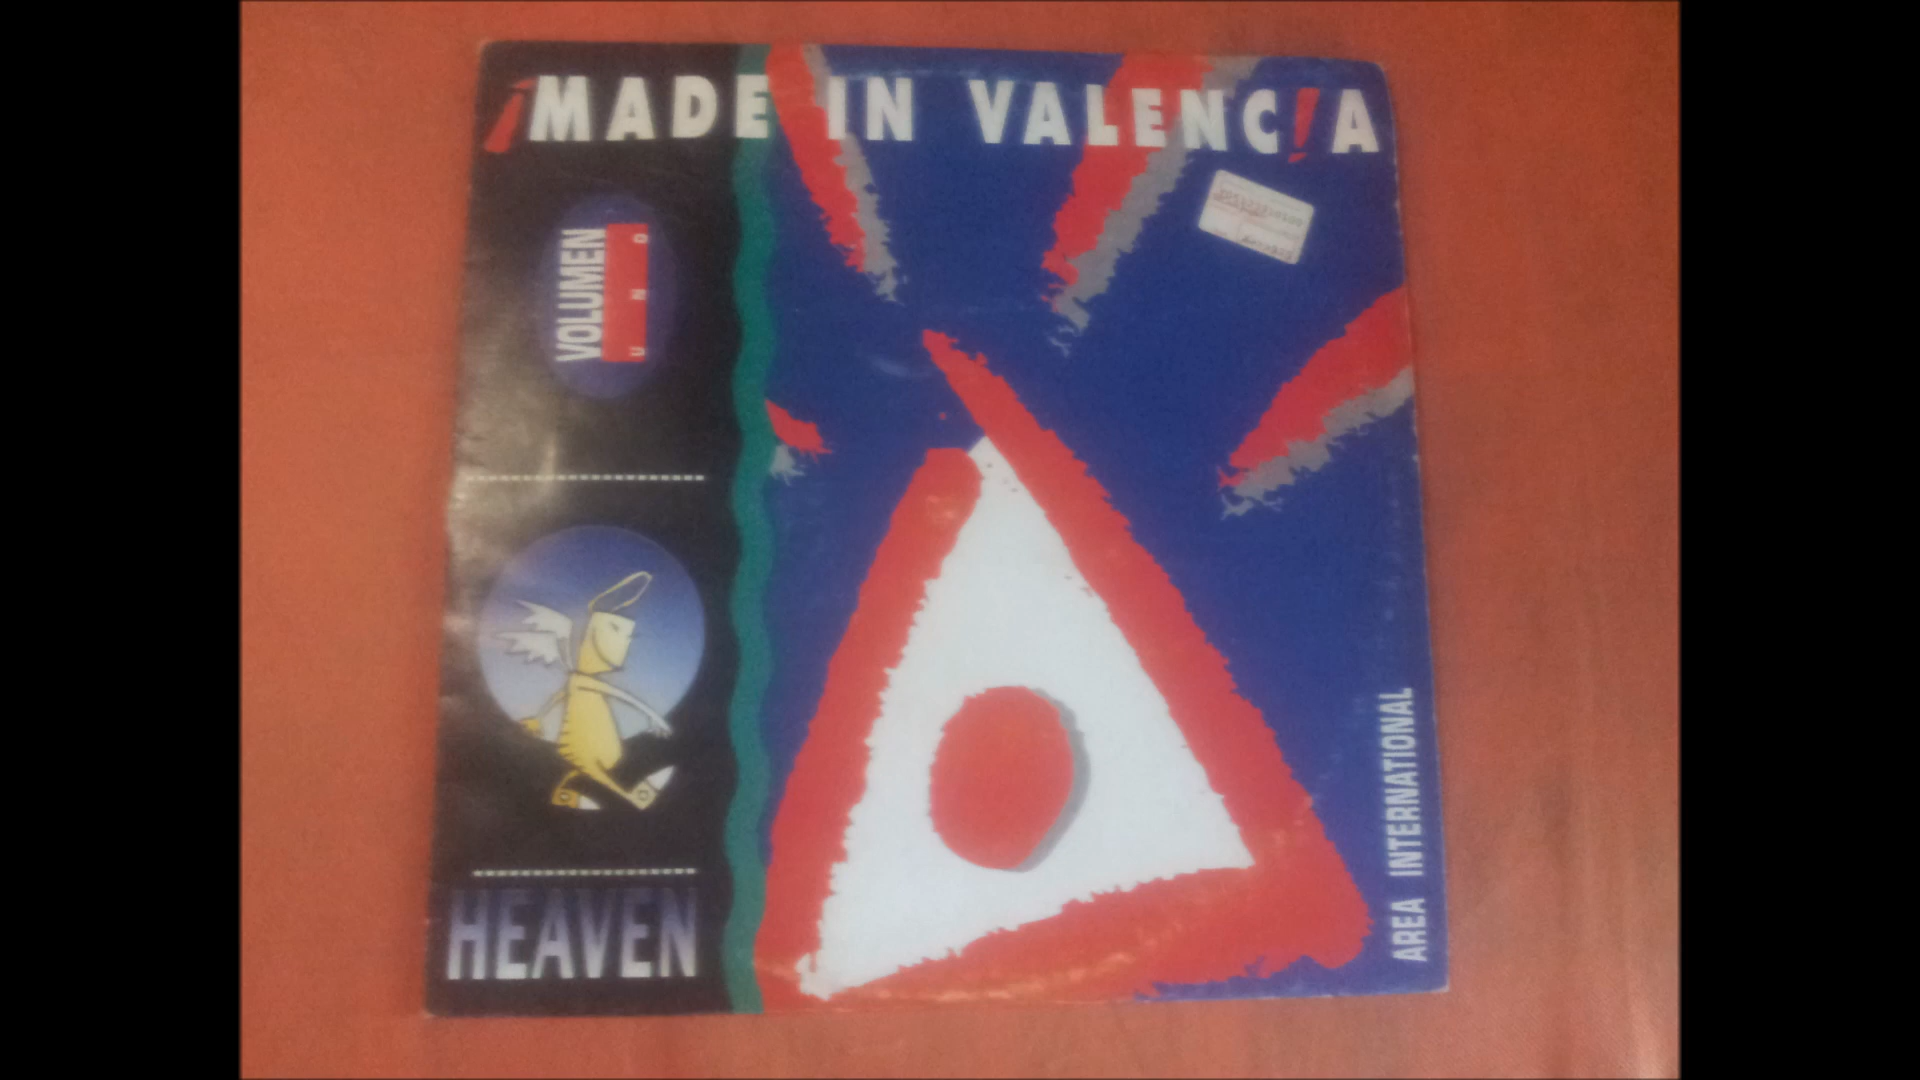 ¡MADE IN VALENC!A
VOLUMEN
UNO
HEAVEN
AREA INTERNATIONAL